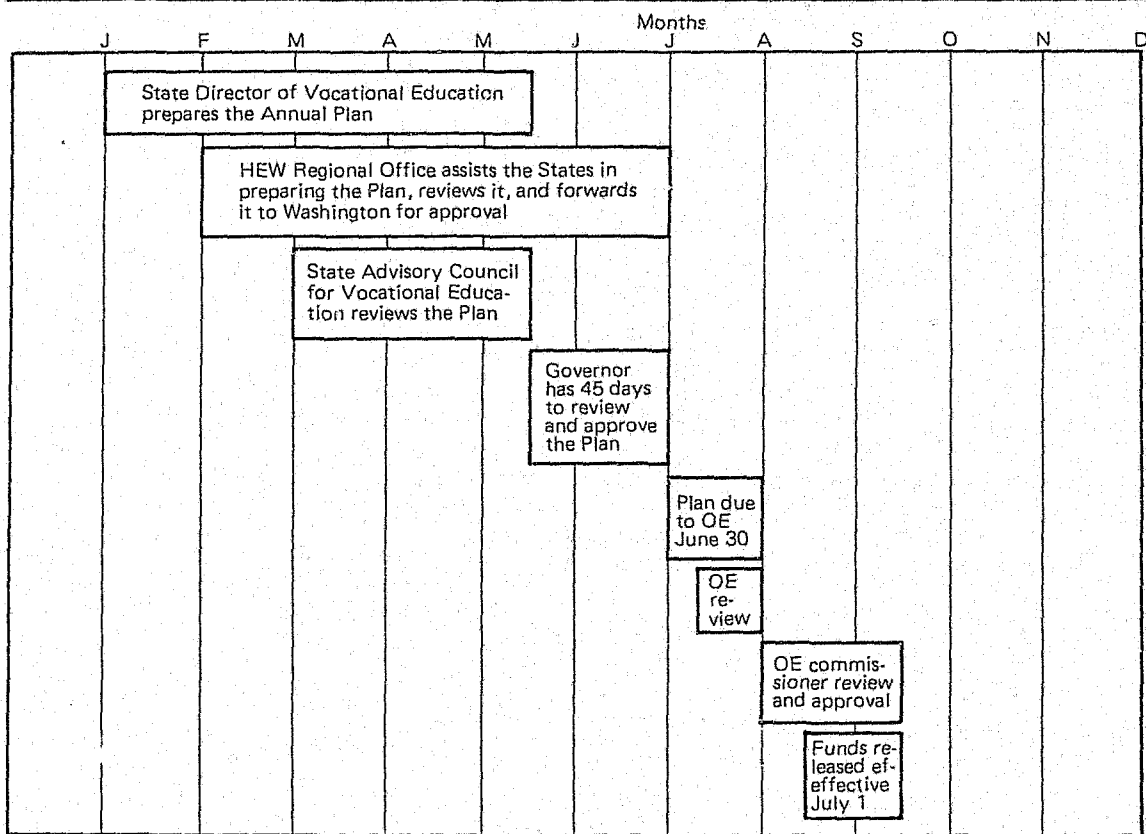 Months
J F M A M J J A S O N D
State Director of Vocational Education
prepares the Annual Plan
HEW Regional Office assists the States in
preparing the Plan, reviews it, and forwards
it to Washington for approval
State Advisory Council
for Vocational Educa-
tion reviews the Plan
Governor
has 45 days
to review
and approve
the Plan
Plan due
to OE
June 30
OE
re-
view
OE commis-
sioner review
and approval
Funds re-
leased ef-
effective
July 1